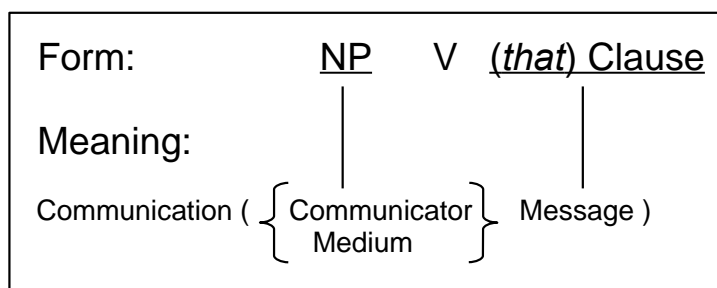 Form: NP V (that) Clause
Meaning:
Communication ( { Communicator } Message )
Medium